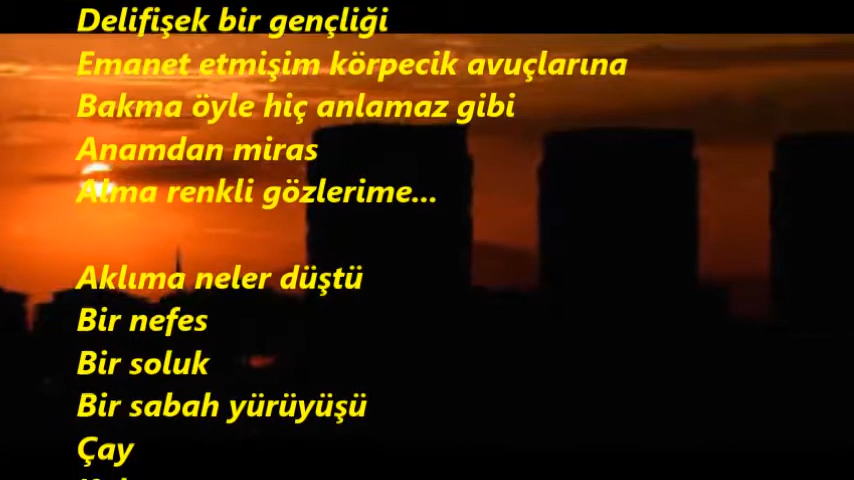 Delifişek bir gençliği
Emanet etmişim körpecik avuçlarına
Bakma öyle hiç anlamaz gibi
Anamdan miras
Alma renkli gözlerime...
Aklıma neler düştü
Bir nefes
Bir soluk
Bir sabah yürüyüşü
Çay